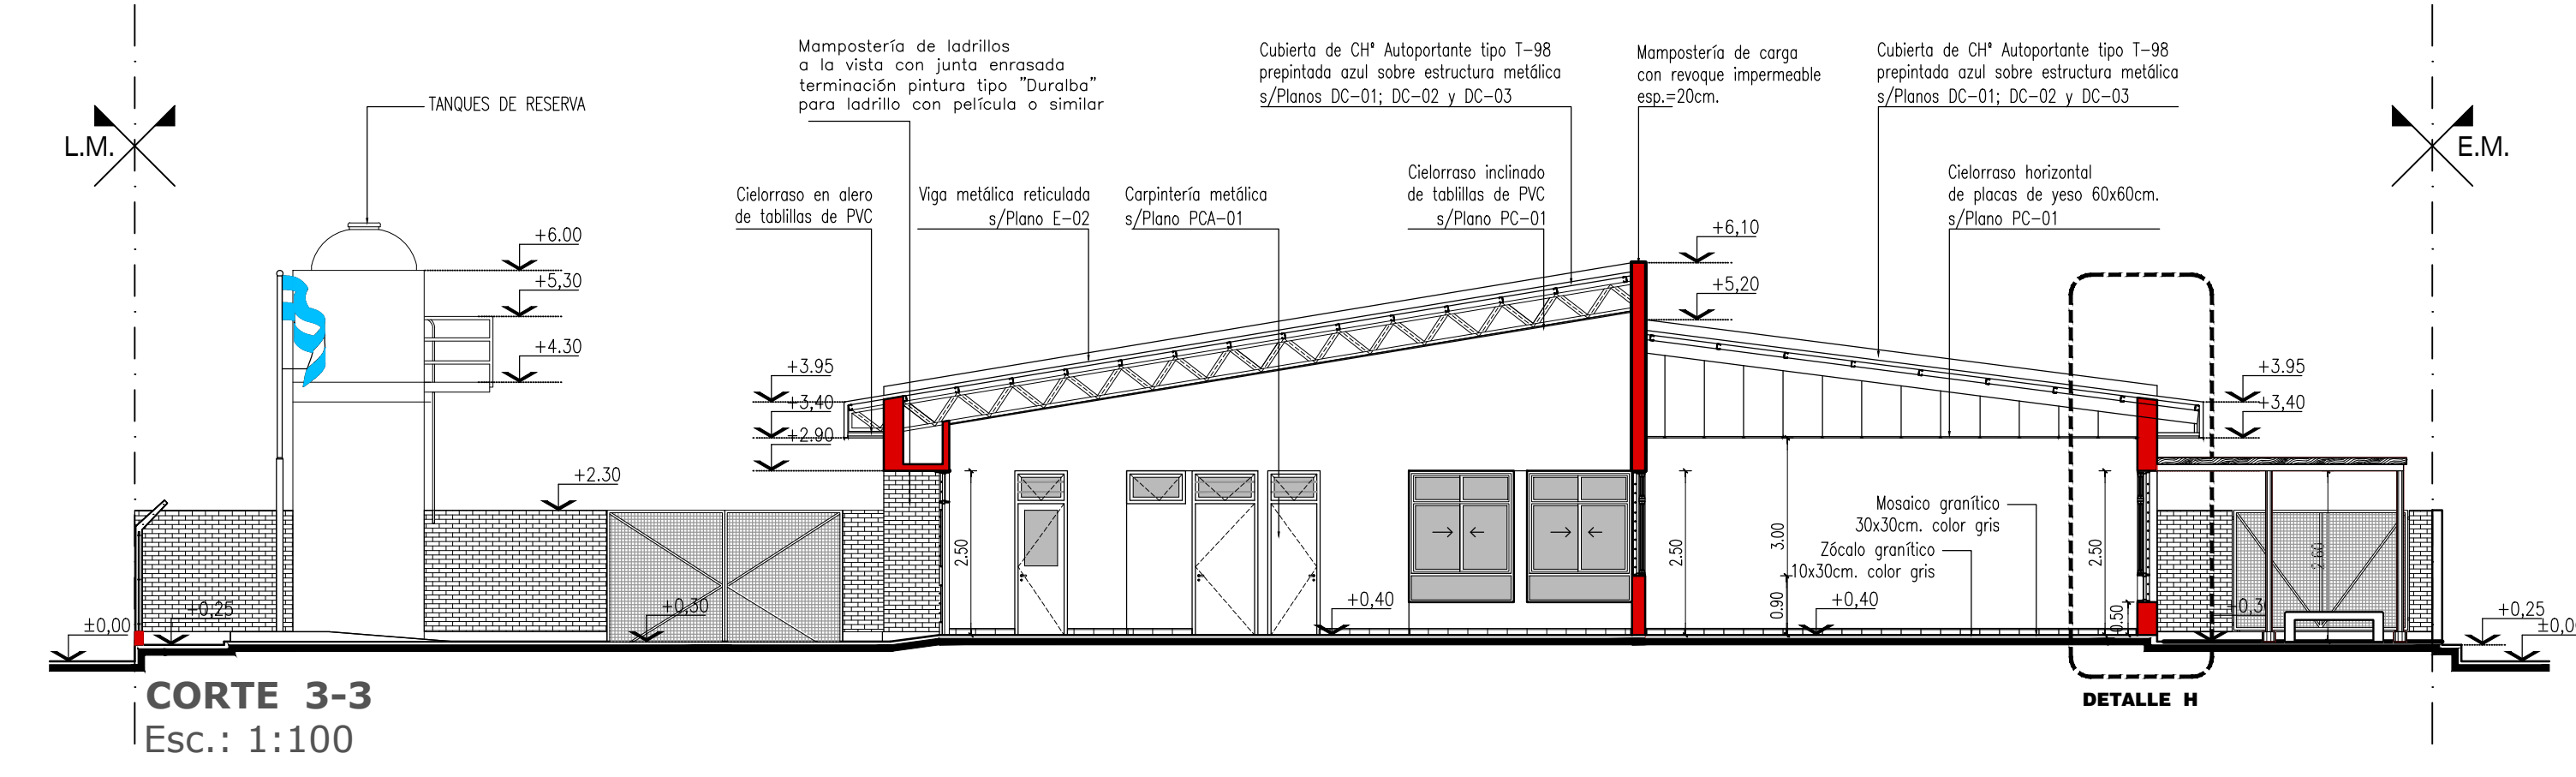 Mampostería de ladrillos
a la vista con junta enrasada
terminación pintura tipo "Duralba"
para ladrillo con película o similar
Cubierta de CHº Autoportante tipo T-98
prepintada azul sobre estructura metálica
s/Planos DC-01; DC-02 y DC-03
Mampostería de carga
con revoque impermeable
esp.=20cm.
Cubierta de CHº Autoportante tipo T-98
prepintada azul sobre estructura metálica
s/Planos DC-01; DC-02 y DC-03
TANQUES DE RESERVA
L.M.
E.M.
Cielorraso en alero
de tablillas de PVC
Viga metálica reticulada
s/Plano E-02
Carpintería metálica
s/Plano PCA-01
Cielorraso inclinado
de tablillas de PVC
s/Plano PC-01
Cielorraso horizontal
de placas de yeso 60x60cm.
s/Plano PC-01
+6.00
+5,30
+4.30
+6,10
+5,20
+3.95
+3,40
+2.90
+3.95
+3,40
+2.30
2.50
2.50
3.00
0.90
Mosaico granítico
30x30cm. color gris
Zócalo granítico
10x30cm. color gris
2.50
0.50
2.60
±0,00
+0,25
+0,30
+0,40
+0,40
+0,3
+0,25
±0,0
CORTE 3-3
Esc.: 1:100
DETALLE H